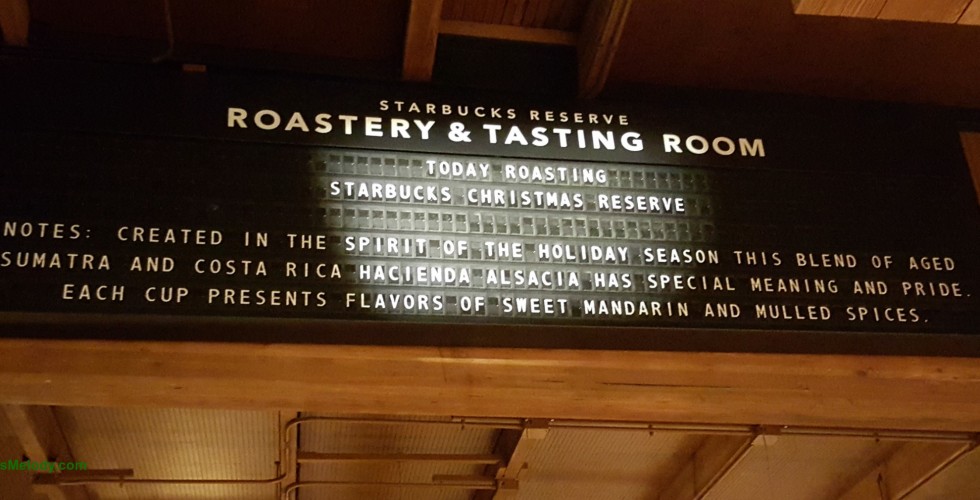 STARBUCKS RESERVE
ROASTERY & TASTING ROOM
TODAY ROASTING
STARBUCKS CHRISTMAS RESERVE
NOTES: CREATED IN THE SPIRIT OF THE HOLIDAY SEASON THIS BLEND OF AGED
SUMATRA AND COSTA RICA HACIENDA ALSACIA HAS SPECIAL MEANING AND PRIDE.
EACH CUP PRESENTS FLAVORS OF SWEET MANDARIN AND MULLED SPICES.